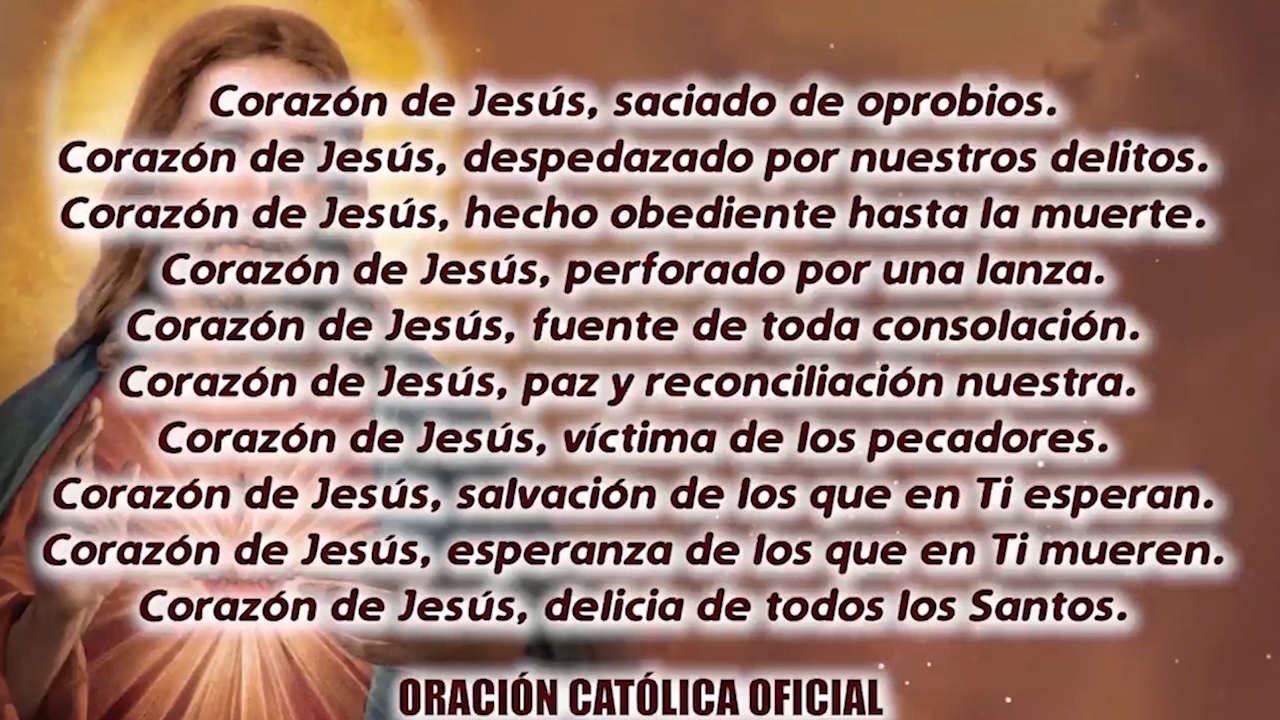 Corazón de Jesús, saciado de oprobios.
Corazón de Jesús, despedazado por nuestros delitos.
Corazón de Jesús, hecho obediente hasta la muerte.
Corazón de Jesús, perforado por una lanza.
Corazón de Jesús, fuente de toda consolación.
Corazón de Jesús, paz y reconciliación nuestra.
Corazón de Jesús, víctima de los pecadores.
Corazón de Jesús, salvación de los que en Ti esperan.
Corazón de Jesús, esperanza de los que en Ti mueren.
Corazón de Jesús, delicia de todos los Santos.
ORACIÓN CATÓLICA OFICIAL